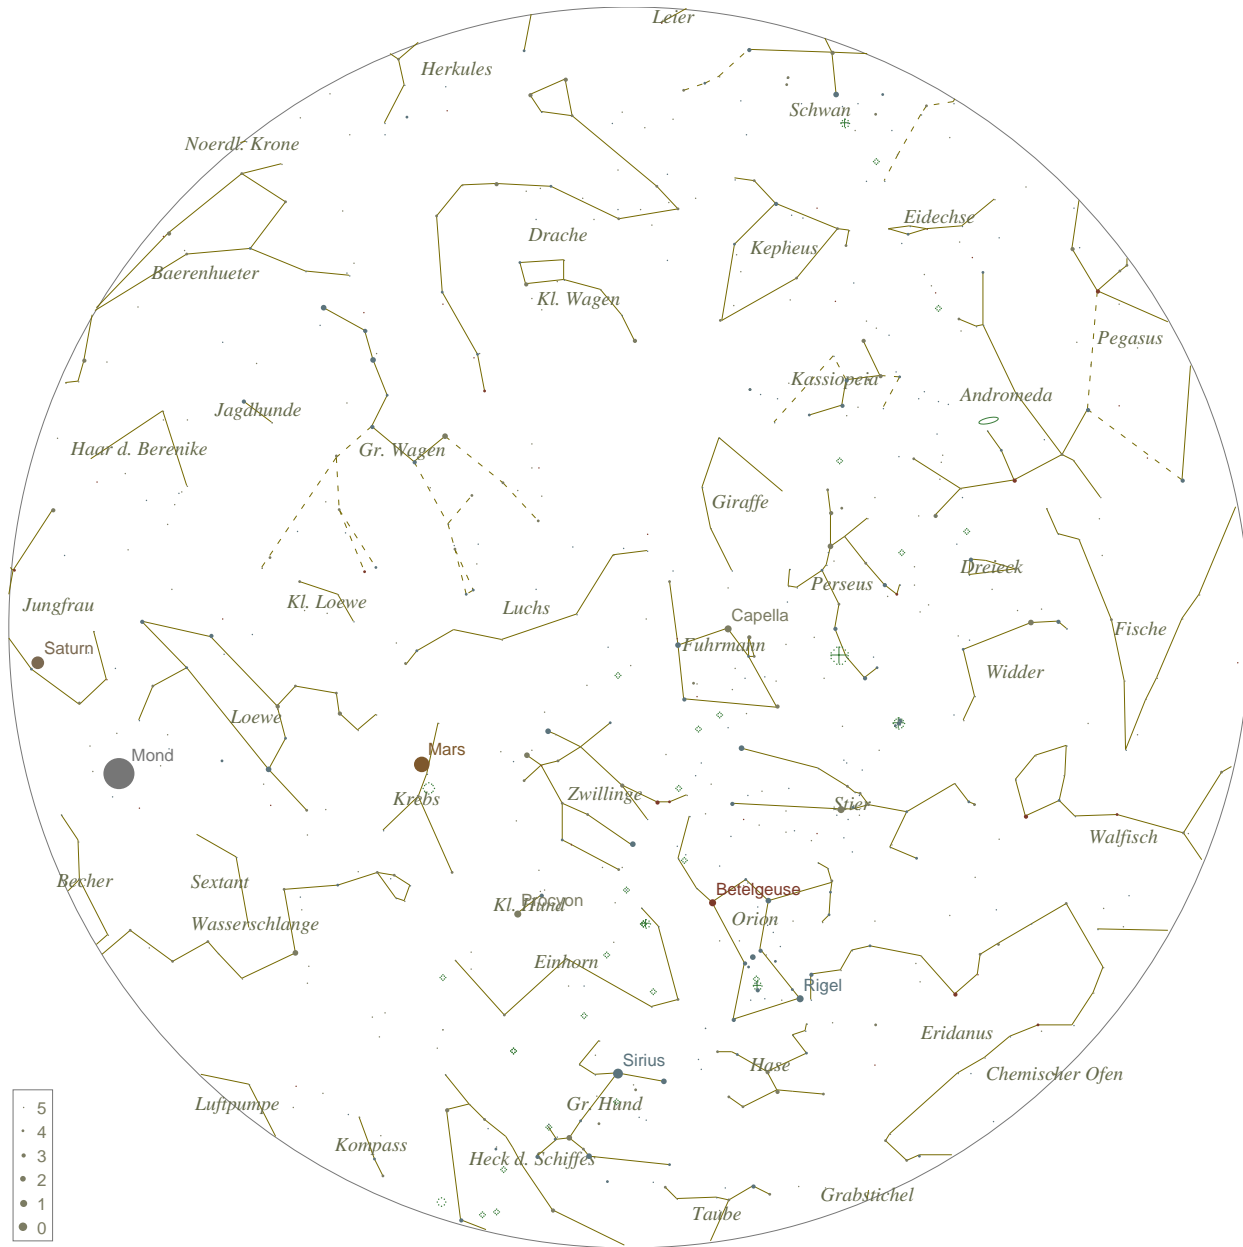 Leier
Herkules
Schwan
Noerdl. Krone
Eidechse
Drache
Kepheus
Baerenhueter
Kl. Wagen
Pegasus
Kassiopeia
Andromeda
Jagdhunde
Haar d. Berenike
Gr. Wagen
Giraffe
Dreieck
Perseus
Kl. Loewe
Jungfrau
Luchs
Capella
Fuhrmann
Fische
Saturn
Widder
Loewe
Mars
Mond
Krebs
Zwillinge
Stier
Walfisch
Becher
Sextant
Betelgeuse
Procyon
Kl. Hund
Orion
Wasserschlange
Einhorn
Rigel
Eridanus
Sirius
Hase
Chemischer Ofen
Luftpumpe
Gr. Hund
Kompass
Heck d. Schiffes
Grabstichel
Taube
5
4
3
2
1
0